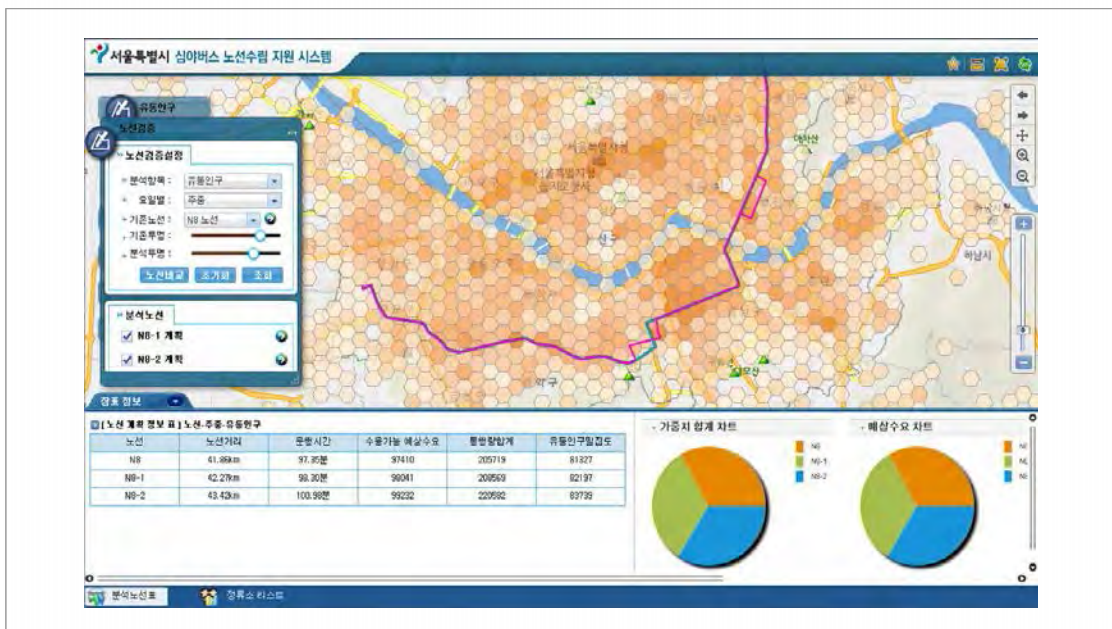 서울특별시 심야버스 노선수립 지원 시스템
유동인구
노선검증
노선검증설정
분석항목 : 유동인구
요일별 : 주중
기존노선 : N8 노선
기존투명 :
분석투명 :
노선비교 초기화 조회
분석노선
N8-1 계획
N8-2 계획
하남시
장표 정보
[노선 계획 정보 표] 노선-주중-유동인구
노선 노선거리 운행시간 수용가능 예상수요 통행량합계 유동인구밀집도
N8 41.86km 97.35분 97410 205719 81327
N8-1 42.27km 98.30분 98041 208569 82197
N8-2 43.42km 100.98분 99232 220582 83739
- 가중치 합계 차트
N8
N8-1
N8-2
- 예상수요 차트
분석노선표
정류소 리스트